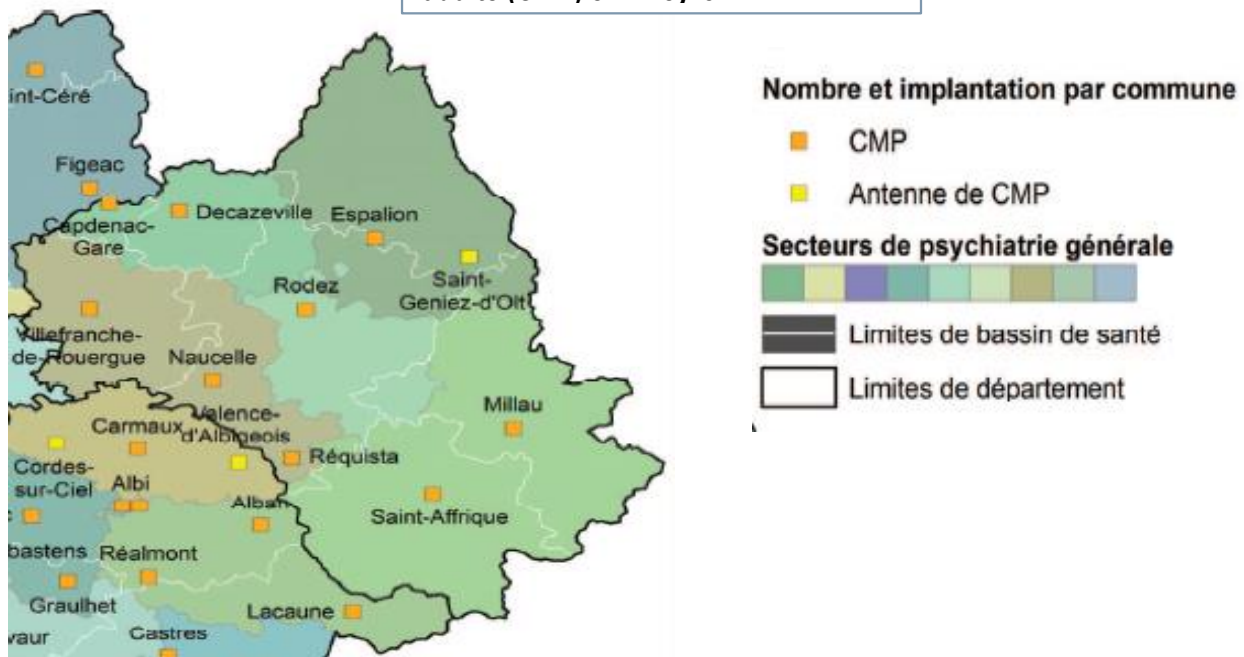 int-Céré
Figeac
Capdenac-
Gare
Decazeville
Espalion
Saint-
Geniez-d'Olt
Rodez
Villefranche-
de-Rouergue
Naucelle
Millau
Carmaux
Valence-
d'Albigeois
Réquista
Cordes-
sur-Ciel
Albi
Alban
Saint-Affrique
bastens
Réalmont
Graulhet
Lacaune
vaur
Castres
Nombre et implantation par commune
CMP
Antenne de CMP
Secteurs de psychiatrie générale
Limites de bassin de santé
Limites de département